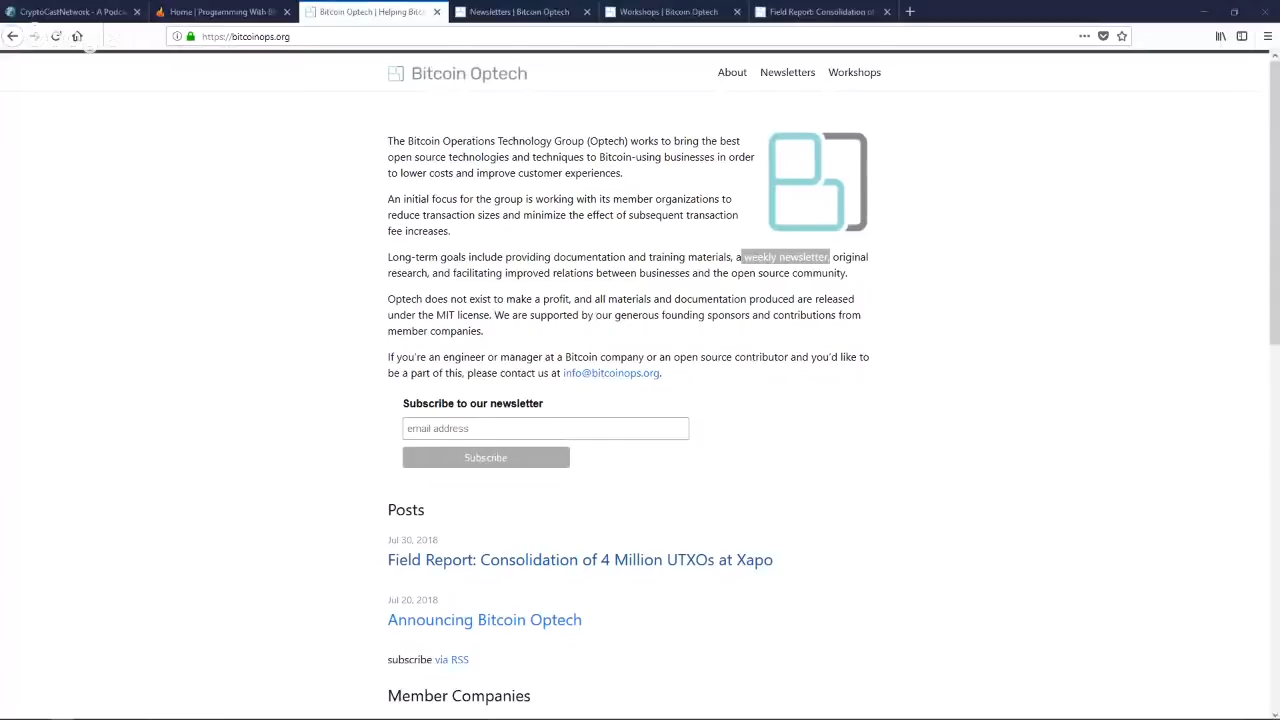 CryptoCastNetwork - A Podca
Home | Programming With Bi
Bitcoin Optech | Helping Bitc
Newsletters | Bitcoin Optech
Workshops | Bitcoin Optech
Field Report: Consolidation of
https://bitcoinops.org
Bitcoin Optech
About Newsletters Workshops
The Bitcoin Operations Technology Group (Optech) works to bring the best
open source technologies and techniques to Bitcoin-using businesses in order
to lower costs and improve customer experiences.
An initial focus for the group is working with its member organizations to
reduce transaction sizes and minimize the effect of subsequent transaction
fee increases.
Long-term goals include providing documentation and training materials, a weekly newsletter, original
research, and facilitating improved relations between businesses and the open source community.
Optech does not exist to make a profit, and all materials and documentation produced are released
under the MIT license. We are supported by our generous founding sponsors and contributions from
member companies.
If you're an engineer or manager at a Bitcoin company or an open source contributor and you'd like to
be a part of this, please contact us at info@bitcoinops.org.
Subscribe to our newsletter
email address
Subscribe
Posts
Jul 30, 2018
Field Report: Consolidation of 4 Million UTXOs at Xapo
Jul 20, 2018
Announcing Bitcoin Optech
subscribe via RSS
Member Companies